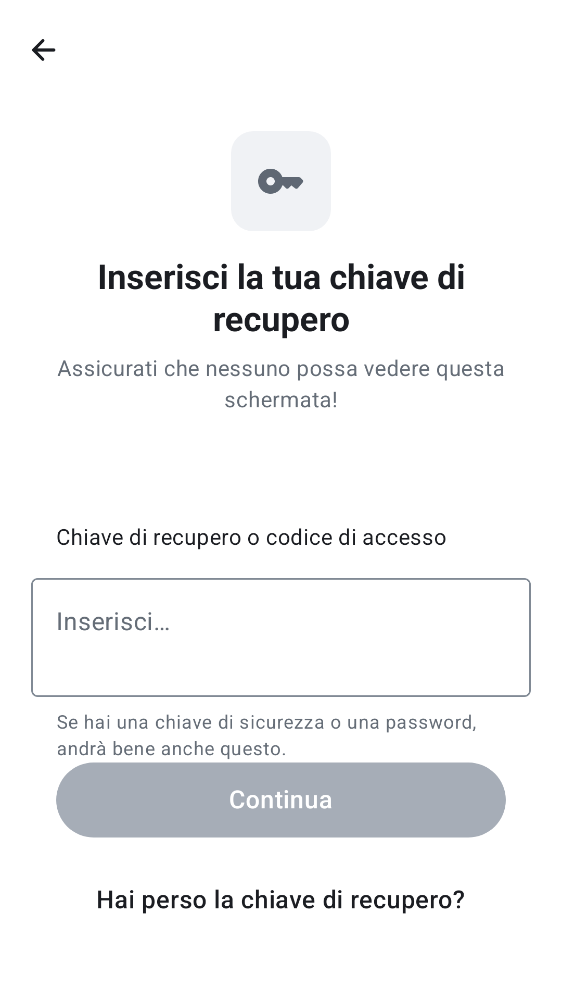 Inserisci la tua chiave di
recupero
Assicurati che nessuno possa vedere questa
schermata!
Chiave di recupero o codice di accesso
Inserisci…
Se hai una chiave di sicurezza o una password,
andrà bene anche questo.
Continua
Hai perso la chiave di recupero?